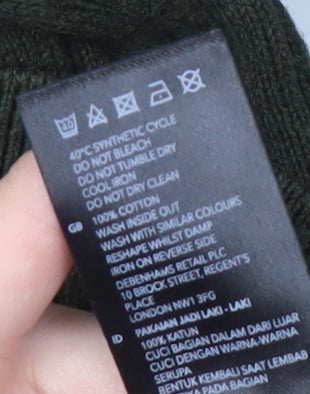 40
40°C SYNTHETIC CYCLE
DO NOT BLEACH
DO NOT TUMBLE DRY
COOL IRON
DO NOT DRY CLEAN
GB 100% COTTON
WASH INSIDE OUT
WASH WITH SIMILAR COLOURS
RESHAPE WHILST DAMP
IRON ON REVERSE SIDE
DEBENHAMS RETAIL PLC
10 BROCK STREET, REGENT'S
PLACE
LONDON NW1 3FG
ID PAKAIAN JADI LAKI - LAKI
100% KATUN
CUCI BAGIAN DALAM DARI LUAR
CUCI DENGAN WARNA-WARNA
SERUPA
BENTUK KEMBALI SAAT LEMBAB
PADA BAGIAN